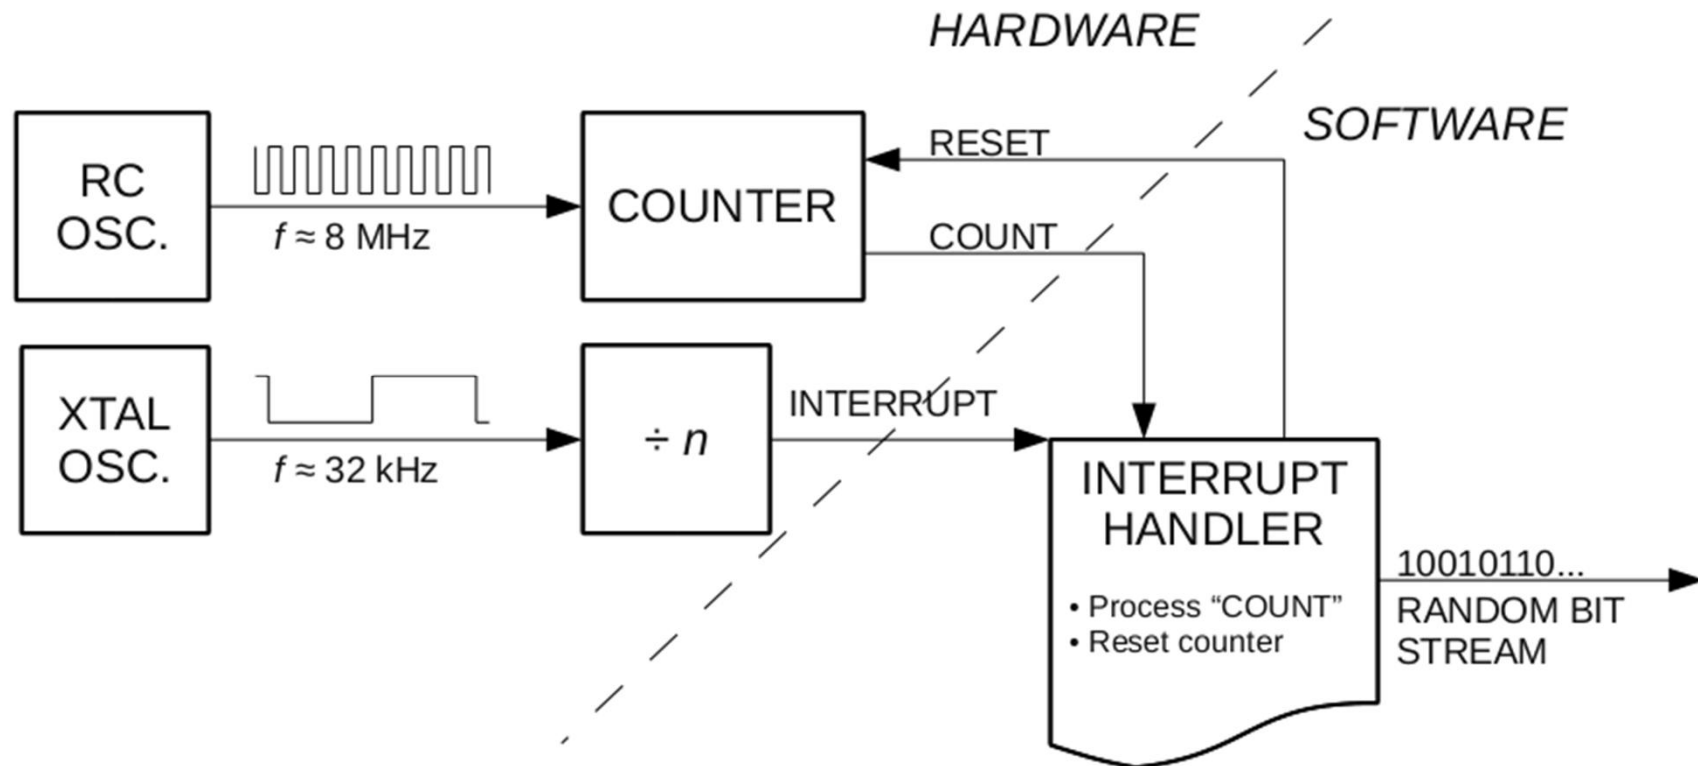 HARDWARE
SOFTWARE
RC
OSC.
f ≈ 8 MHz
COUNTER
RESET
COUNT
XTAL
OSC.
f ≈ 32 kHz
÷ n
INTERRUPT
INTERRUPT
HANDLER
• Process “COUNT”
• Reset counter
10010110...
RANDOM BIT
STREAM